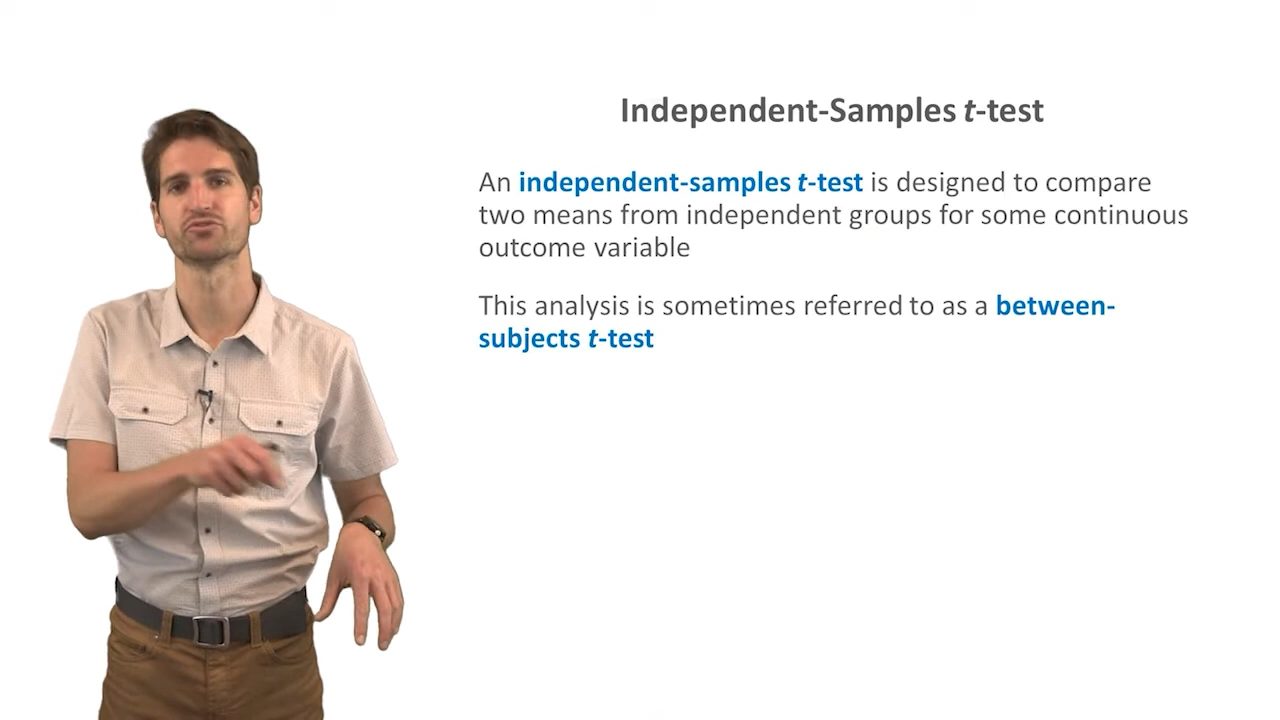 Independent-Samples t-test
An independent-samples t-test is designed to compare
two means from independent groups for some continuous
outcome variable
This analysis is sometimes referred to as a between-
subjects t-test